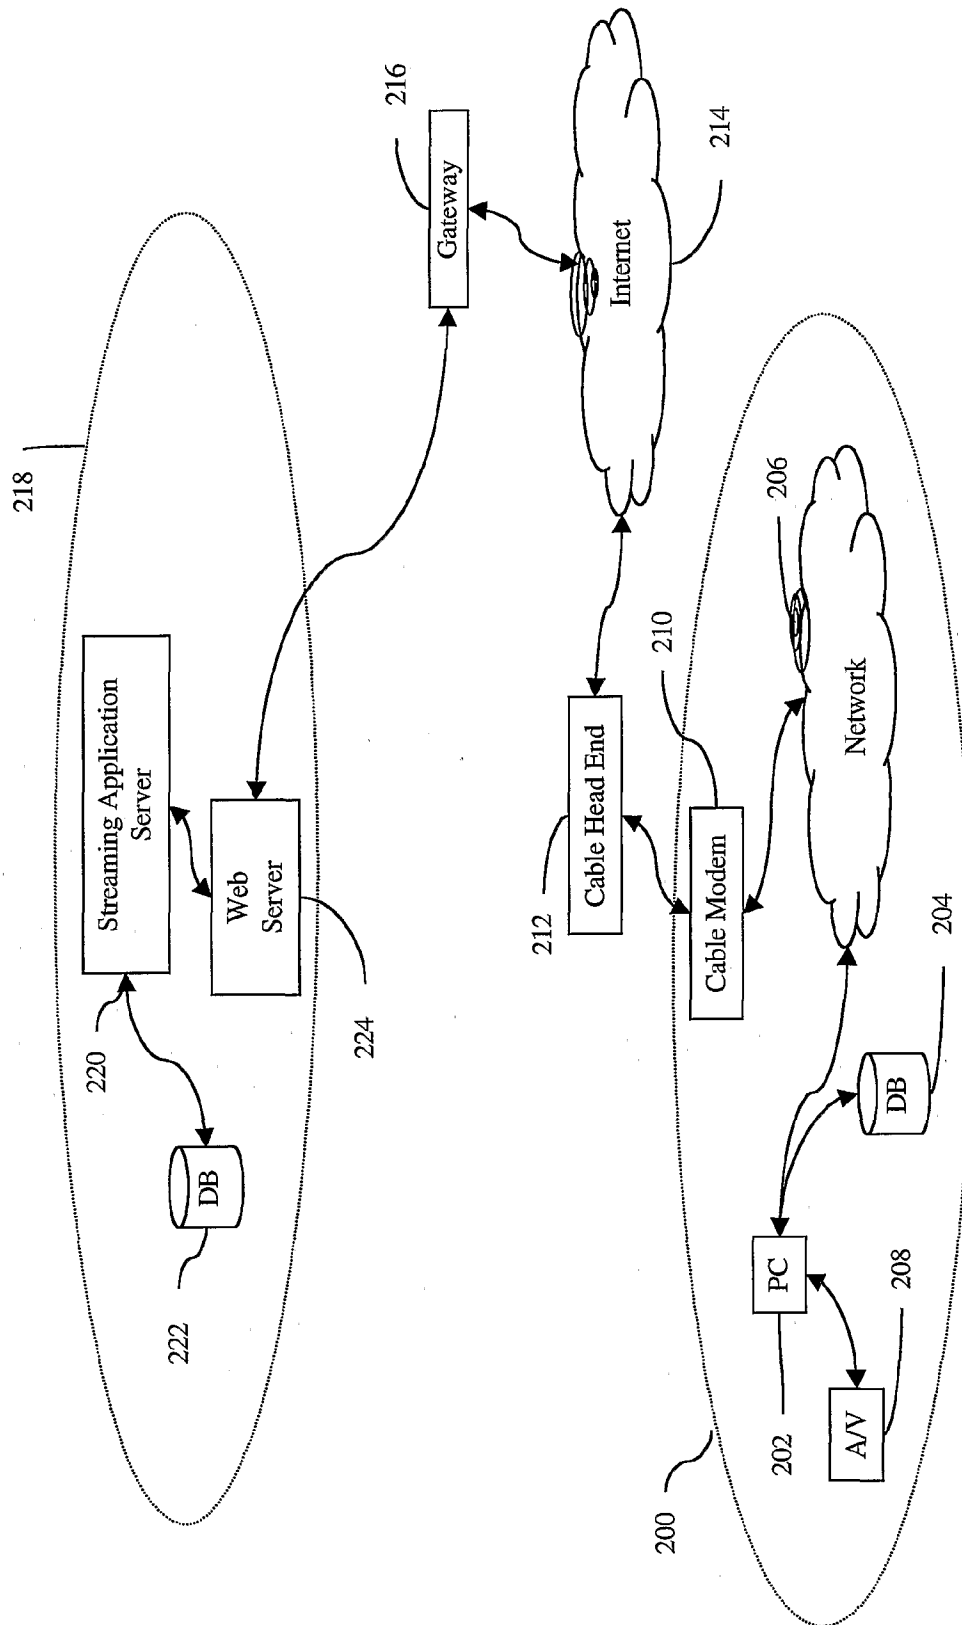 218
Streaming Application
Server
220
DB
222
Web
Server
224
216
Gateway
Internet
214
212
Cable Head End
210
Cable Modem
206
Network
204
DB
PC
202
A/V
208
200